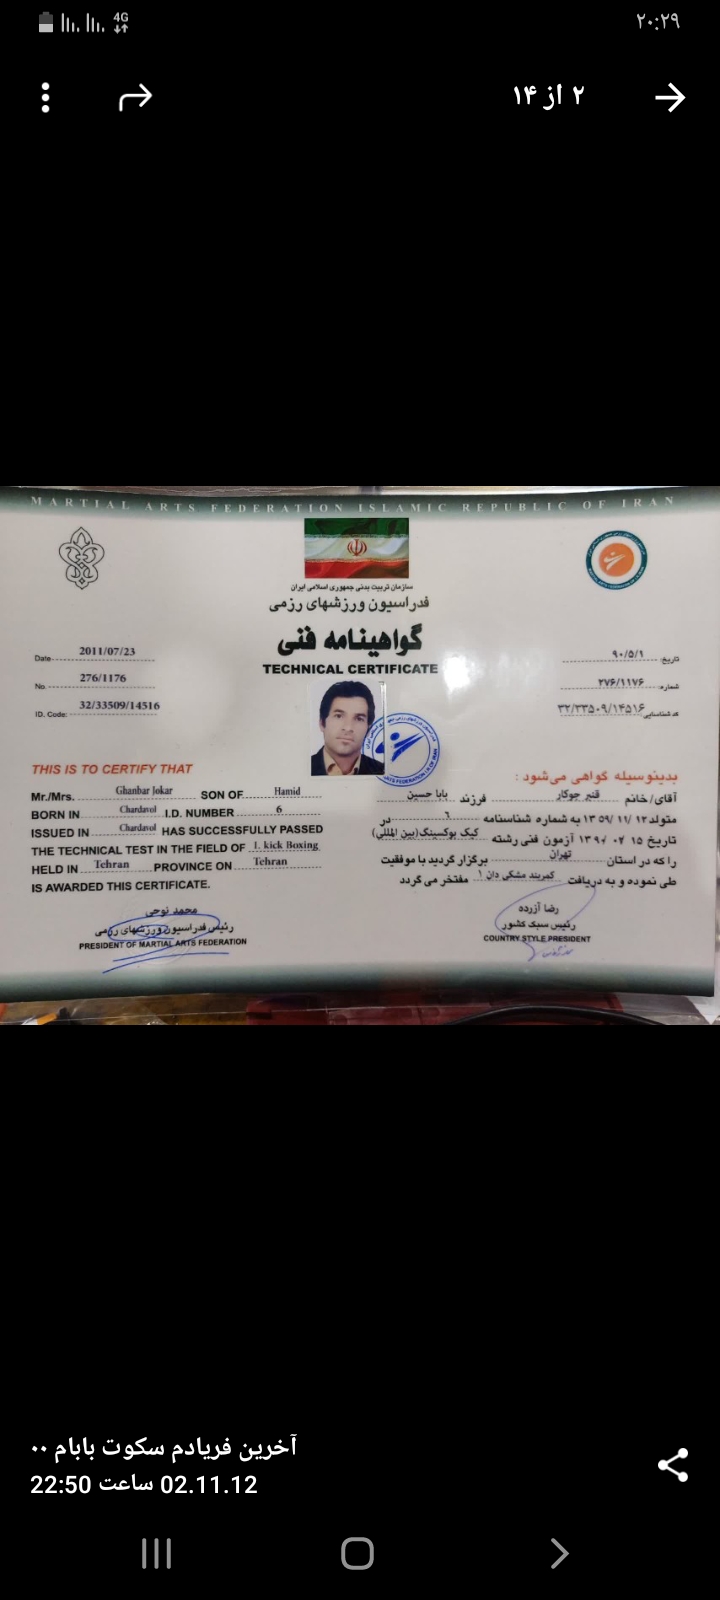 4G
۲۰:۲۹
۲ از ۱۴
MARTIAL ARTS FEDERATION ISLAMIC REPUBLIC OF IRAN
سازمان تربیت بدنی جمهوری اسلامی ایران
فدراسیون ورزشهای رزمی
گواهینامه فنی
TECHNICAL CERTIFICATE
Date 2011/07/23
No. 276/1176
ID. Code: 32/33509/14516
تاریخ: ۹۰/۵/۱
شماره: ۲۷۶/۱۱۷۶
کد شناسایی ۳۲/۳۳۵۰۹/۱۴۵۱۶
THIS IS TO CERTIFY THAT
Mr./Mrs. Ghanbar Jokar SON OF Hamid
BORN IN Chardavol I.D. NUMBER 6
ISSUED IN Chardavol HAS SUCCESSFULLY PASSED
THE TECHNICAL TEST IN THE FIELD OF I. kick Boxing
HELD IN Tehran PROVINCE ON Tehran
IS AWARDED THIS CERTIFICATE.
بدینوسیله گواهی می‌شود :
آقای/خانم قنبر جوکار فرزند بابا حسین
متولد ۱۳۵۹/۱۱/۱۲ به شماره شناسنامه ٦ در
تاریخ ۱۵ آزمون فنی رشته کیک بوکسینگ(بین المللی)
را که در استان تهران برگزار گردید با موفقیت
طی نموده و به دریافت کمربند مشکی دان ۱ مفتخر می گردد
محمد نوحی
رئیس فدراسیون ورزشهای رزمی
PRESIDENT OF MARTIAL ARTS FEDERATION
رضا آزرده
رئیس سبک کشور
COUNTRY STYLE PRESIDENT
آخرین فریادم سکوت بابام ۰۰
02.11.12 ساعت 22:50